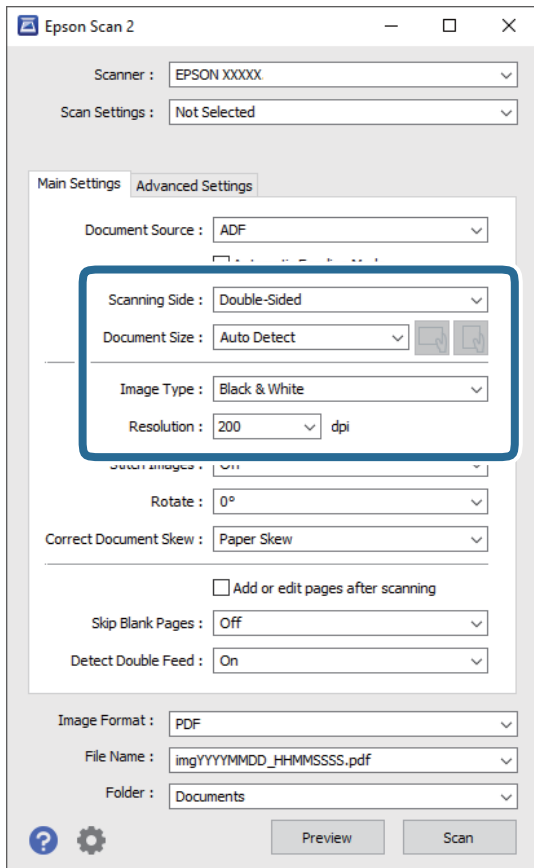 Epson Scan 2
Scanner : EPSON XXXXX
Scan Settings : Not Selected
Main Settings Advanced Settings
Document Source : ADF
Scanning Side : Double-Sided
Document Size : Auto Detect
Image Type : Black & White
Resolution : 200 dpi
Stitch Images : On
Rotate : 0°
Correct Document Skew : Paper Skew
Add or edit pages after scanning
Skip Blank Pages : Off
Detect Double Feed : On
Image Format : PDF
File Name : imgYYYYMMDD_HHMMSSSS.pdf
Folder : Documents
? Preview Scan